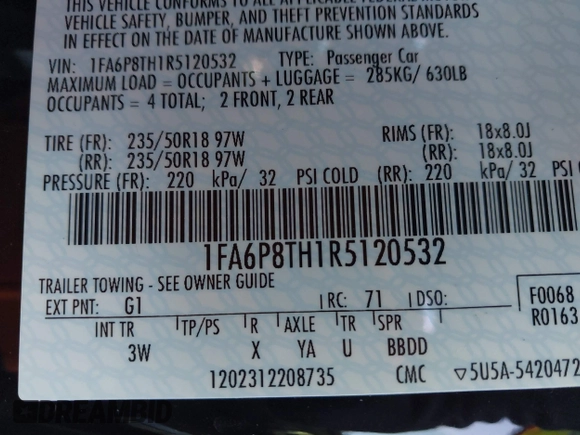 THIS VEHICLE CONFORMS TO ALL APPLICABLE FEDERAL MOTOR
VEHICLE SAFETY, BUMPER, AND THEFT PREVENTION STANDARDS
IN EFFECT ON THE DATE OF MANUFACTURE SHOWN ABOVE.
VIN: 1FA6P8TH1R5120532 TYPE: Passenger Car
MAXIMUM LOAD = OCCUPANTS + LUGGAGE = 285KG/ 630LB
OCCUPANTS = 4 TOTAL; 2 FRONT, 2 REAR
TIRE (FR): 235/50R18 97W RIMS (FR): 18x8.0J
(RR): 235/50R18 97W (RR): 18x8.0J
PRESSURE (FR): 220 kPa/ 32 PSI COLD (RR): 220 kPa/ 32 PSI
1FA6P8TH1R5120532
TRAILER TOWING - SEE OWNER GUIDE
EXT PNT: G1 RC: 71 DSO: F0068
R0163
INT TR TP/PS R AXLE TR SPR
3W X YA U BBDD
1202312208735 CMC ▽5U5A-5420472
DREAMBID